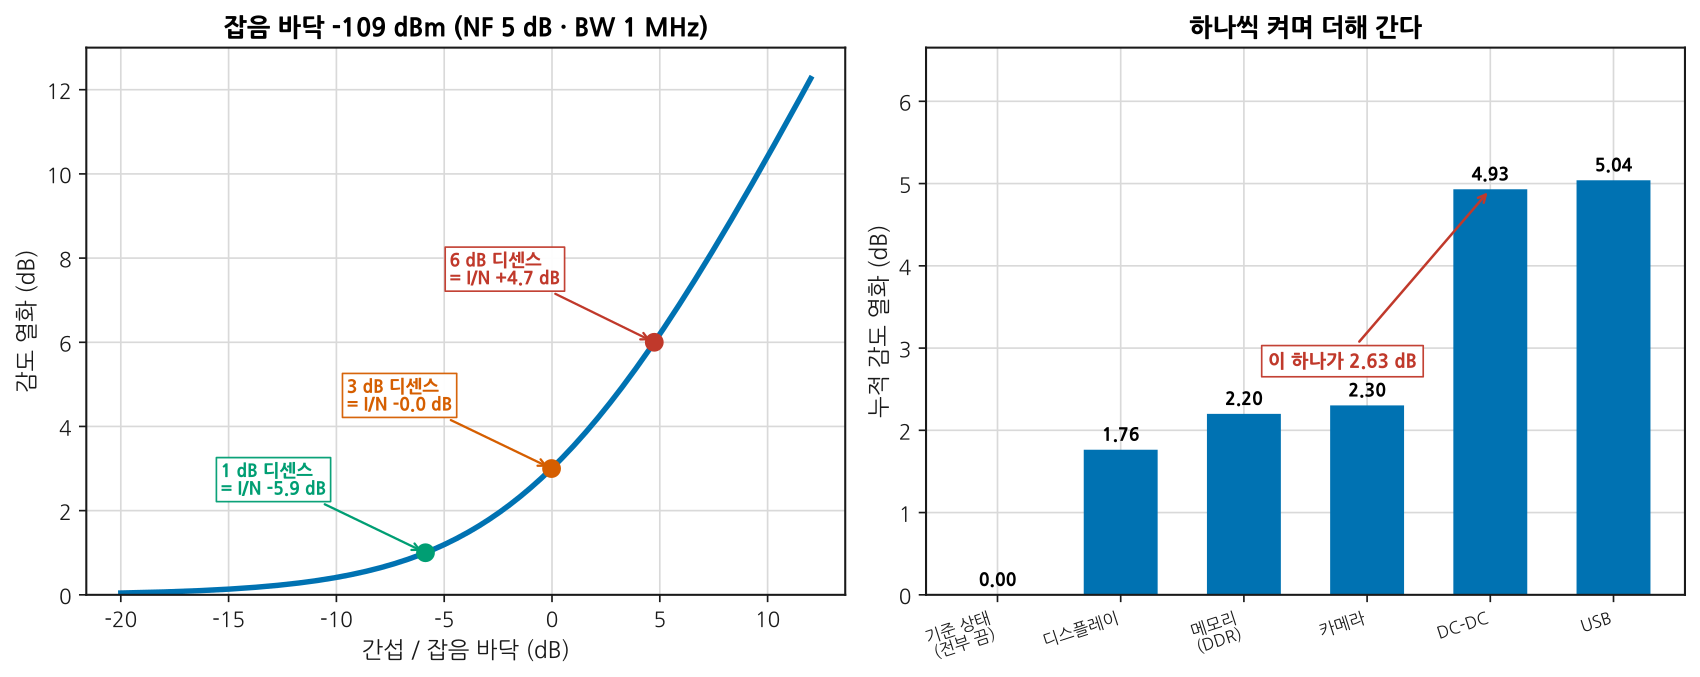 잡음 바닥 -109 dBm (NF 5 dB · BW 1 MHz)
감도 열화 (dB)
12
10
8
6
4
2
0
6 dB 디센스
= I/N +4.7 dB
3 dB 디센스
= I/N -0.0 dB
1 dB 디센스
= I/N -5.9 dB
-20
-15
-10
-5
0
5
10
간섭 / 잡음 바닥 (dB)
하나씩 켜며 더해 간다
누적 감도 열화 (dB)
6
5
4
3
2
1
0
0.00
1.76
2.20
2.30
4.93
5.04
이 하나가 2.63 dB
기준 상태
(전부 끔)
디스플레이
메모리
(DDR)
카메라
DC-DC
USB